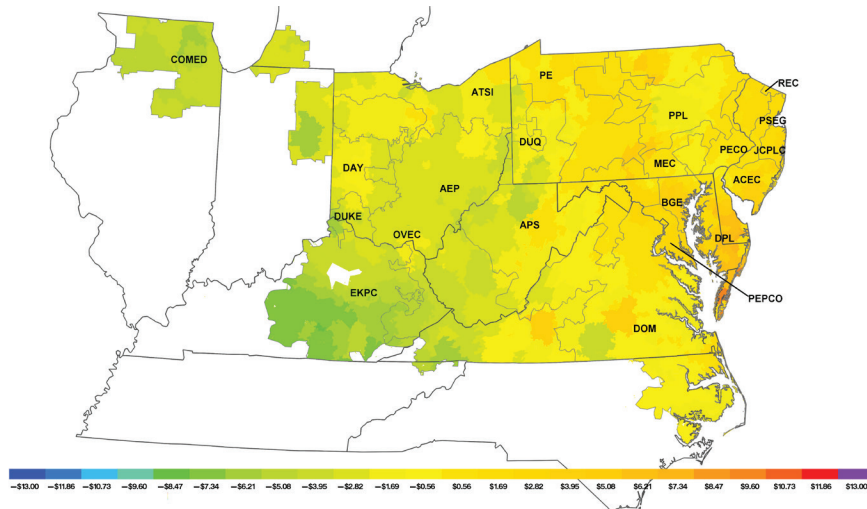 COMED
REC
ATSI
PE
PPL
PSEG
DUQ
PECO
JCPLC
MEC
DAY
ACEC
AEP
BGE
DUKE
APS
OVEC
DPL
EKPC
PEPCO
DOM
–$13.00 –$11.86 –$10.73 –$9.60 –$8.47 –$7.34 –$6.21 –$5.08 –$3.95 –$2.82 –$1.69 –$0.56 $0.56 $1.69 $2.82 $3.95 $5.08 $6.21 $7.34 $8.47 $9.60 $10.73 $11.86 $13.00